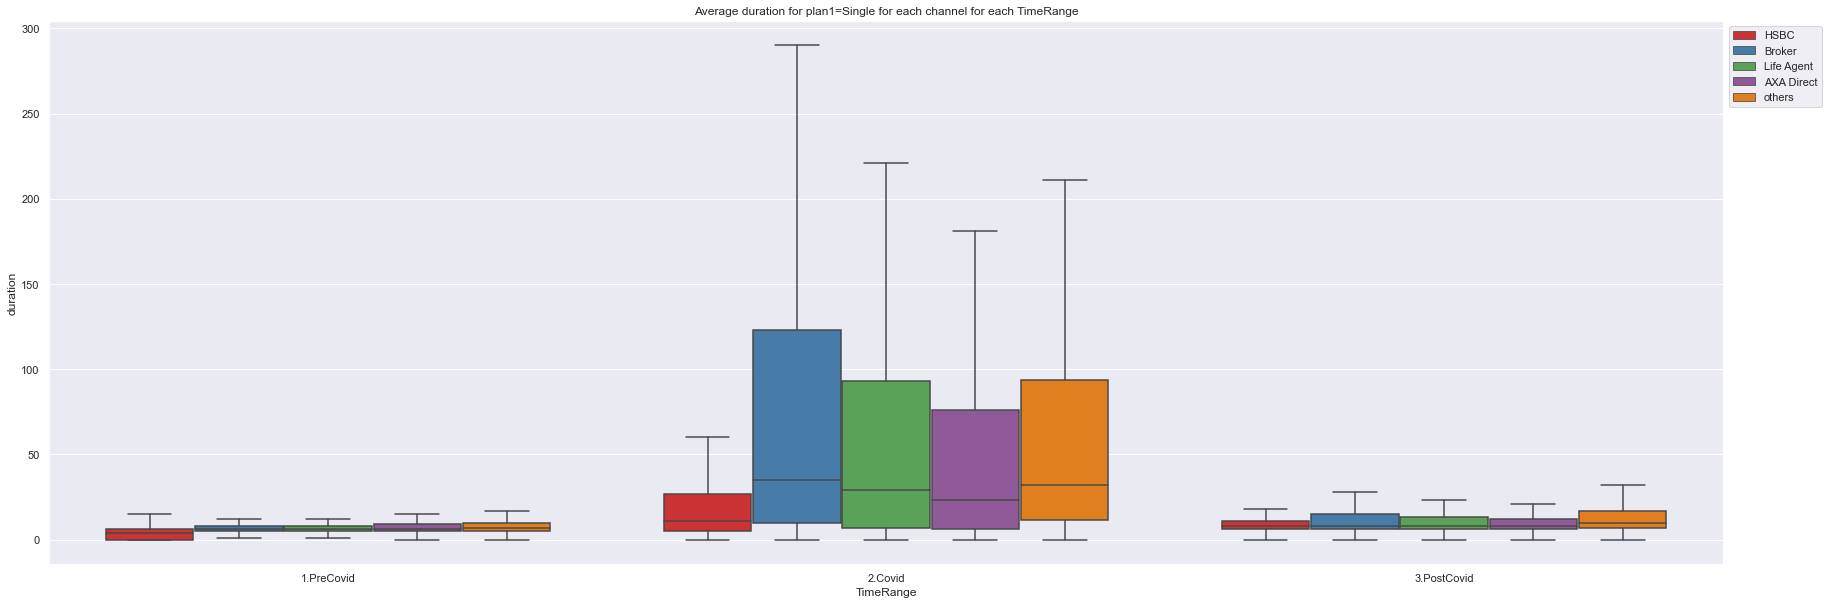 Average duration for plan1=Single for each channel for each TimeRange
300
250
200
150
100
50
0
duration
1.PreCovid
2.Covid
3.PostCovid
TimeRange
HSBC
Broker
Life Agent
AXA Direct
others